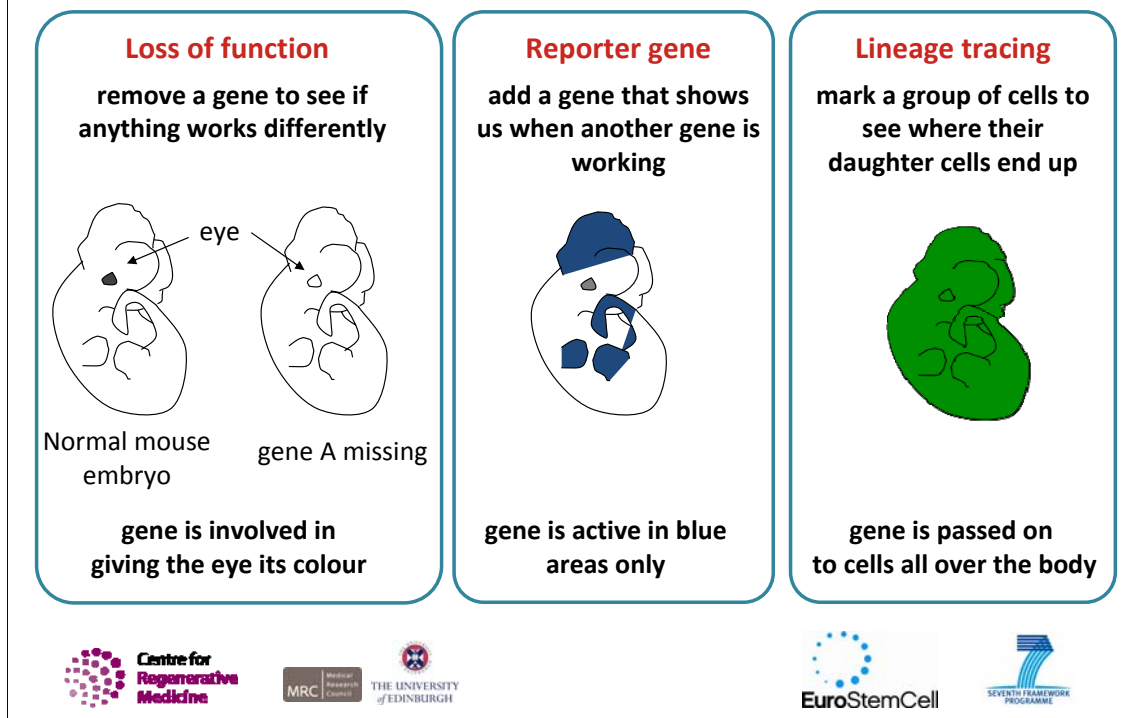 Loss of function
remove a gene to see if
anything works differently
eye
Normal mouse
embryo
gene A missing
gene is involved in
giving the eye its colour
Reporter gene
add a gene that shows
us when another gene is
working
gene is active in blue
areas only
Lineage tracing
mark a group of cells to
see where their
daughter cells end up
gene is passed on
to cells all over the body
Centre for
Regenerative
Medicine
MRC
Medical
Research
Council
THE UNIVERSITY
of EDINBURGH
EuroStemCell
7
SEVENTH FRAMEWORK
PROGRAMME